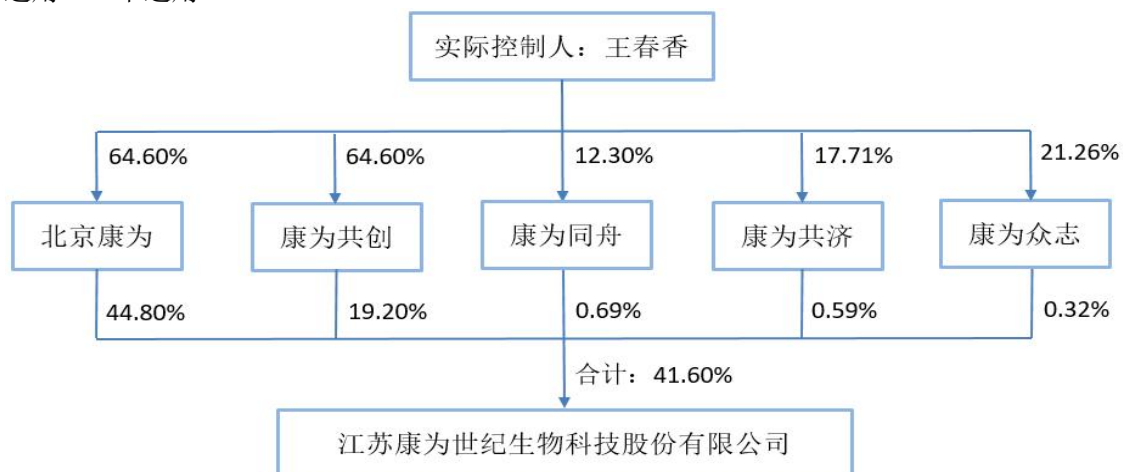 实际控制人：王春香
64.60%
64.60%
12.30%
17.71%
21.26%
北京康为
康为共创
康为同舟
康为共济
康为众志
44.80%
19.20%
0.69%
0.59%
0.32%
合计：41.60%
江苏康为世纪生物科技股份有限公司